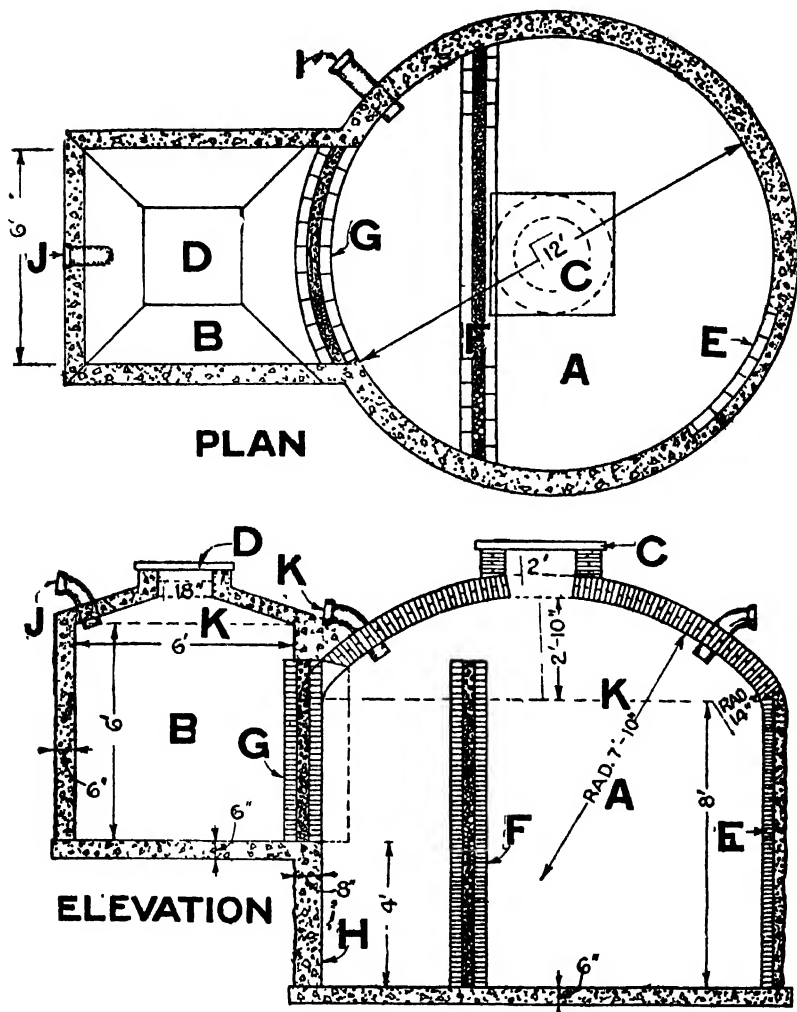 I
6'
J
D
B
G
12'
C
F
A
E
PLAN
D
C
J
K
18"
K
2'
6'
2'-10"
K
RAD. 14"
6'
B
G
RAD. 7'-10"
A
8'
6"
6"
F
E
ELEVATION
8"
H
4'
6"